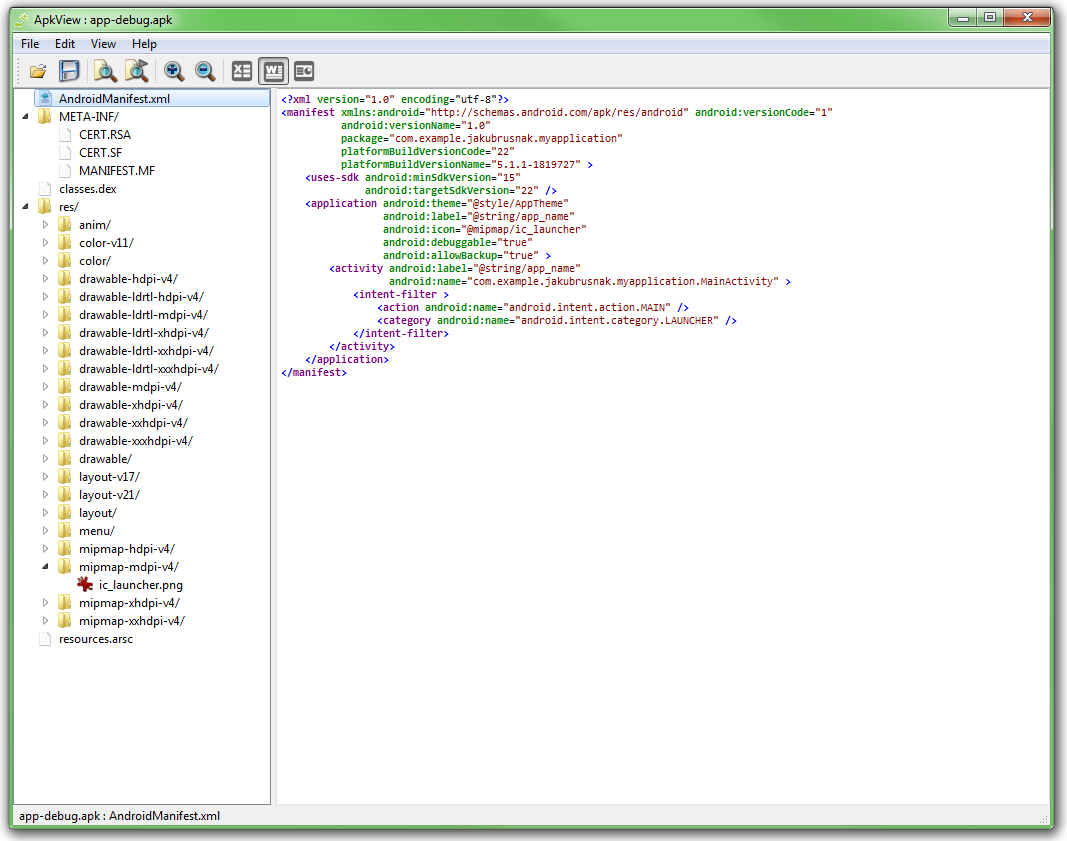 ApkView : app-debug.apk
File Edit View Help
AndroidManifest.xml
META-INF/
CERT.RSA
CERT.SF
MANIFEST.MF
classes.dex
res/
anim/
color-v11/
color/
drawable-hdpi-v4/
drawable-ldrtl-hdpi-v4/
drawable-ldrtl-mdpi-v4/
drawable-ldrtl-xhdpi-v4/
drawable-ldrtl-xxhdpi-v4/
drawable-ldrtl-xxxhdpi-v4/
drawable-mdpi-v4/
drawable-xhdpi-v4/
drawable-xxhdpi-v4/
drawable-xxxhdpi-v4/
drawable/
layout-v17/
layout-v21/
layout/
menu/
mipmap-hdpi-v4/
mipmap-mdpi-v4/
ic_launcher.png
mipmap-xhdpi-v4/
mipmap-xxhdpi-v4/
resources.arsc
<?xml version="1.0" encoding="utf-8"?>
<manifest xmlns:android="http://schemas.android.com/apk/res/android" android:versionCode="1"
android:versionName="1.0"
package="com.example.jakubrusnak.myapplication"
platformBuildVersionCode="22"
platformBuildVersionName="5.1.1-1819727" >
<uses-sdk android:minSdkVersion="15"
android:targetSdkVersion="22" />
<application android:theme="@style/AppTheme"
android:label="@string/app_name"
android:icon="@mipmap/ic_launcher"
android:debuggable="true"
android:allowBackup="true" >
<activity android:label="@string/app_name"
android:name="com.example.jakubrusnak.myapplication.MainActivity" >
<intent-filter >
<action android:name="android.intent.action.MAIN" />
<category android:name="android.intent.category.LAUNCHER" />
</intent-filter>
</activity>
</application>
</manifest>
app-debug.apk : AndroidManifest.xml